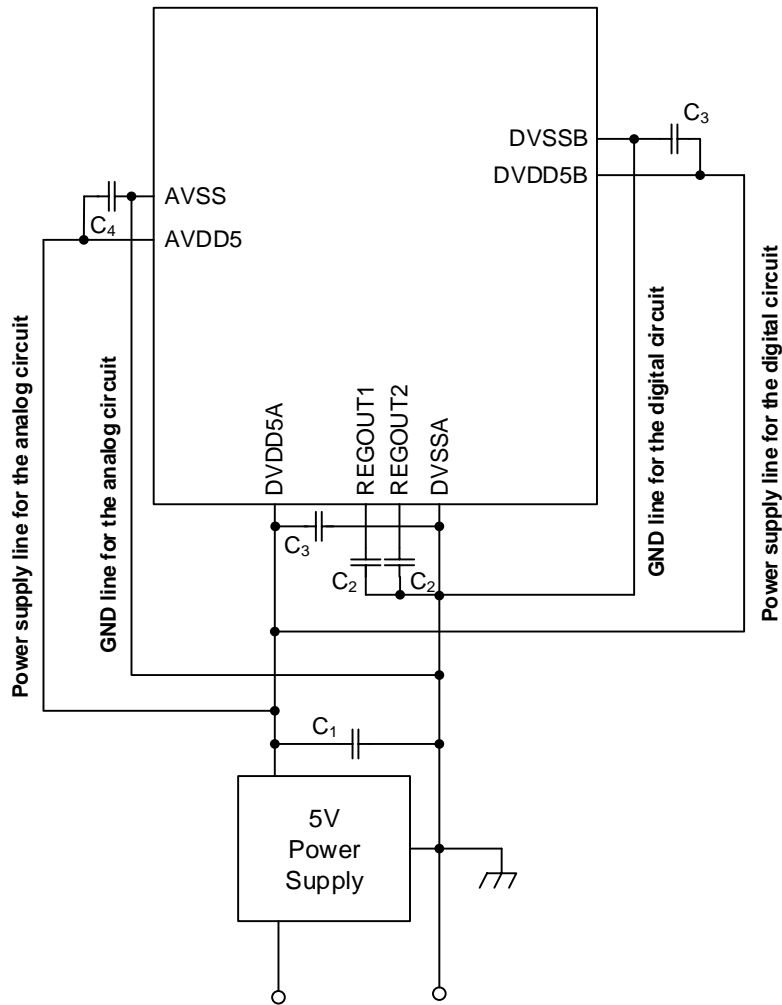 C3
DVSSB
DVDD5B
AVSS
C4
AVDD5
Power supply line for the analog circuit
GND line for the analog circuit
GND line for the digital circuit
Power supply line for the digital circuit
DVDD5A
REGOUT1
REGOUT2
DVSSA
C3
C2
C2
C1
5V
Power
Supply